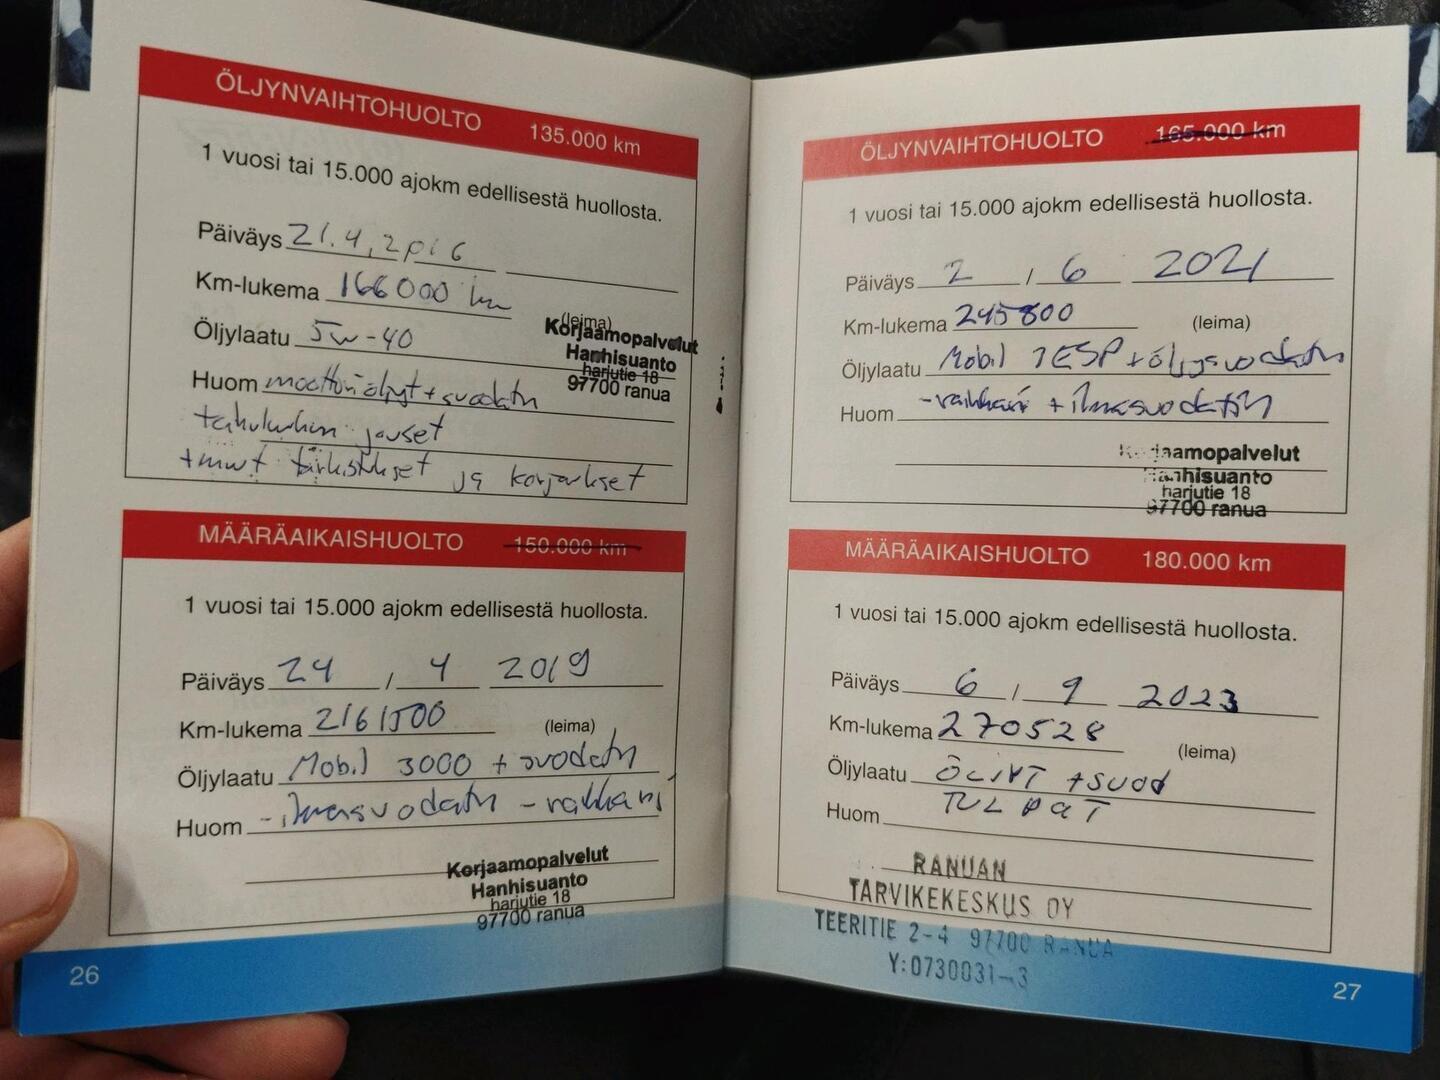 ÖLJYNVAIHTOHUOLTO 135.000 km
1 vuosi tai 15.000 ajokm edellisestä huollosta.
Päiväys 21.4.2016
Km-lukema 166000 km
(leima)
Öljylaatu 5w-40
Korjaamopalvelut
Hanhisuanto
harjutie 18
97700 ranua
Huom moottoriöljyt + suodatin
takulukin jouset
+ muut tärkistukset ja korjaukset
MÄÄRÄAIKAISHUOLTO 150.000 km
1 vuosi tai 15.000 ajokm edellisestä huollosta.
Päiväys 24 / 4 2019
Km-lukema 2161500 (leima)
Öljylaatu Mobil 3000 + suodatin
Huom - ilmasuodatin - raikkari
Korjaamopalvelut
Hanhisuanto
harjutie 18
97700 ranua
26
ÖLJYNVAIHTOHUOLTO 165.000 km
1 vuosi tai 15.000 ajokm edellisestä huollosta.
Päiväys 2 / 6 2021
Km-lukema 245800 (leima)
Öljylaatu Mobil 1ESP + öljysuodatin
Huom - raikkari + ilmasuodatin
Korjaamopalvelut
Hanhisuanto
harjutie 18
97700 ranua
MÄÄRÄAIKAISHUOLTO 180.000 km
1 vuosi tai 15.000 ajokm edellisestä huollosta.
Päiväys 6 / 9 2023
Km-lukema 270528 (leima)
Öljylaatu ÖLJYT + SUOD
Huom TULPAT
RANUAN
TARVIKEKESKUS OY
TEERITIE 2-4 97700 RANUA
Y:0730031-3
27